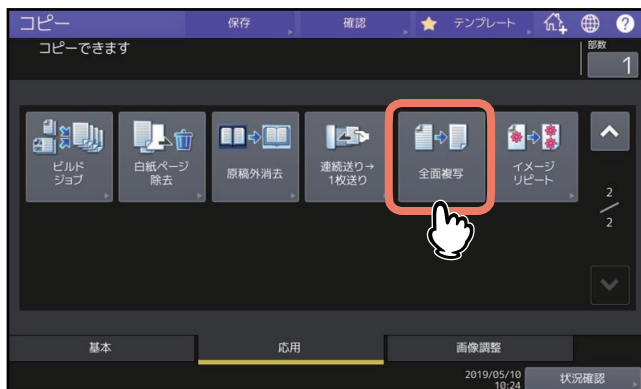 コピー
保存
確認
テンプレート
?
コピーできます
部数
1
ビルド
ジョブ
白紙ページ
除去
原稿外消去
連続送り→
1枚送り
全面複写
イメージ
リピート
2
2
基本
応用
画像調整
2019/05/10
10:24
状況確認